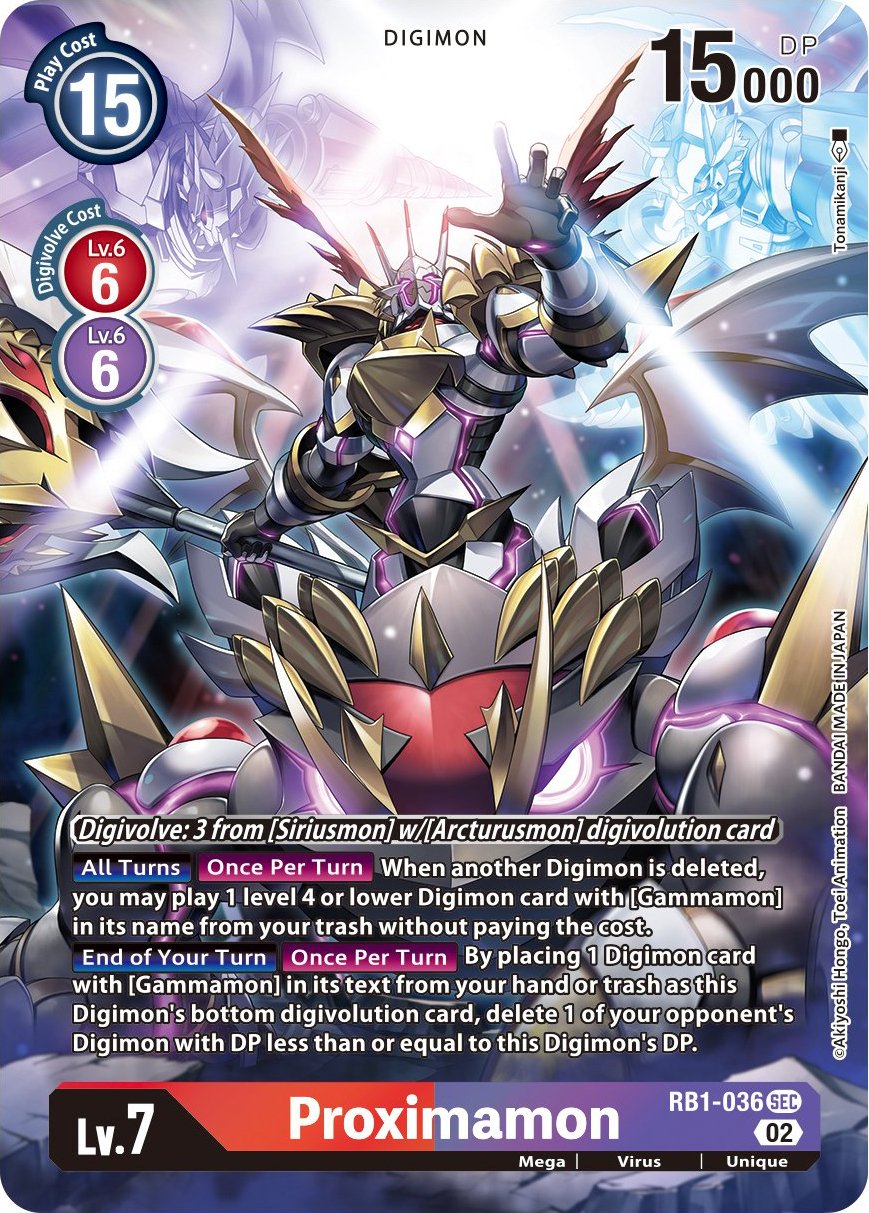 DIGIMON
Play Cost
15
15000
DP
Digivolve Cost
Lv.6
6
Lv.6
6
Tonamikanji
Digivolve: 3 from [Siriusmon] w/[Arcturusmon] digivolution card
All Turns Once Per Turn When another Digimon is deleted,
you may play 1 level 4 or lower Digimon card with [Gammamon]
in its name from your trash without paying the cost.
End of Your Turn Once Per Turn By placing 1 Digimon card
with [Gammamon] in its text from your hand or trash as this
Digimon's bottom digivolution card, delete 1 of your opponent's
Digimon with DP less than or equal to this Digimon's DP.
©Akiyoshi Hongo, Toei Animation BANDAI MADE IN JAPAN
Lv.7
Proximamon
RB1-036 SEC
02
Mega | Virus | Unique